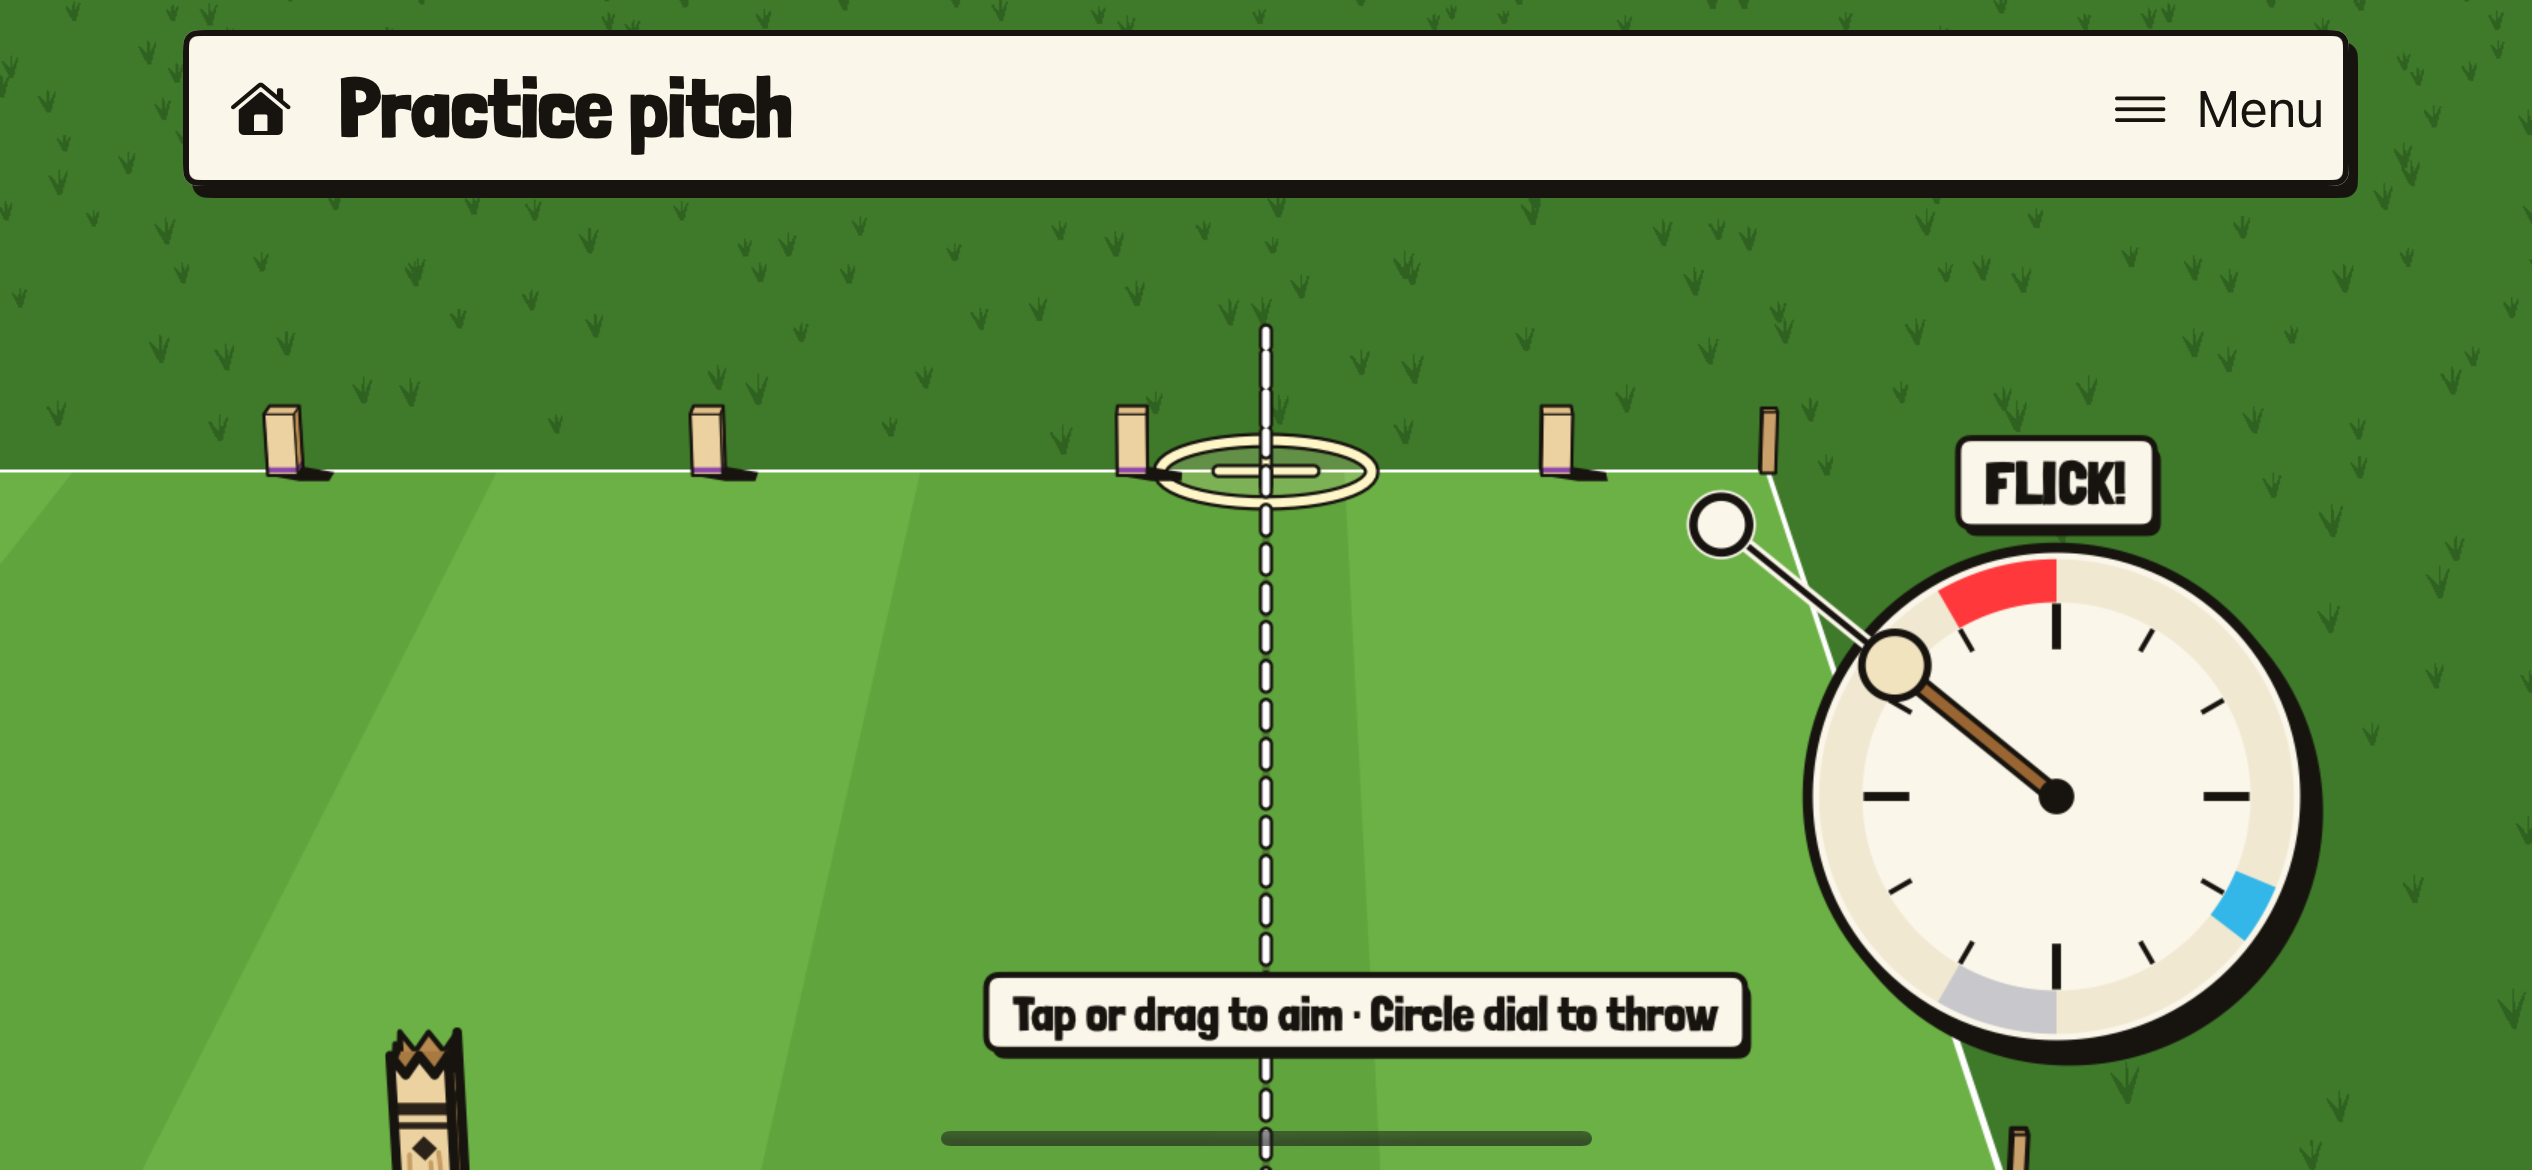 Practice pitch
Menu
FLICK!
Tap or drag to aim · Circle dial to throw